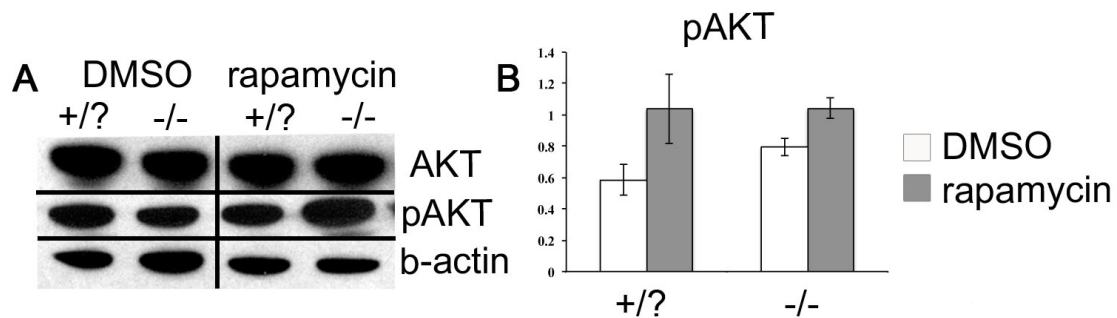 A
DMSO rapamycin
+/? -/- +/? -/-
AKT
pAKT
b-actin
B
pAKT
1.4
1.2
1
0.8
0.6
0.4
0.2
0
+/? -/-
DMSO
rapamycin